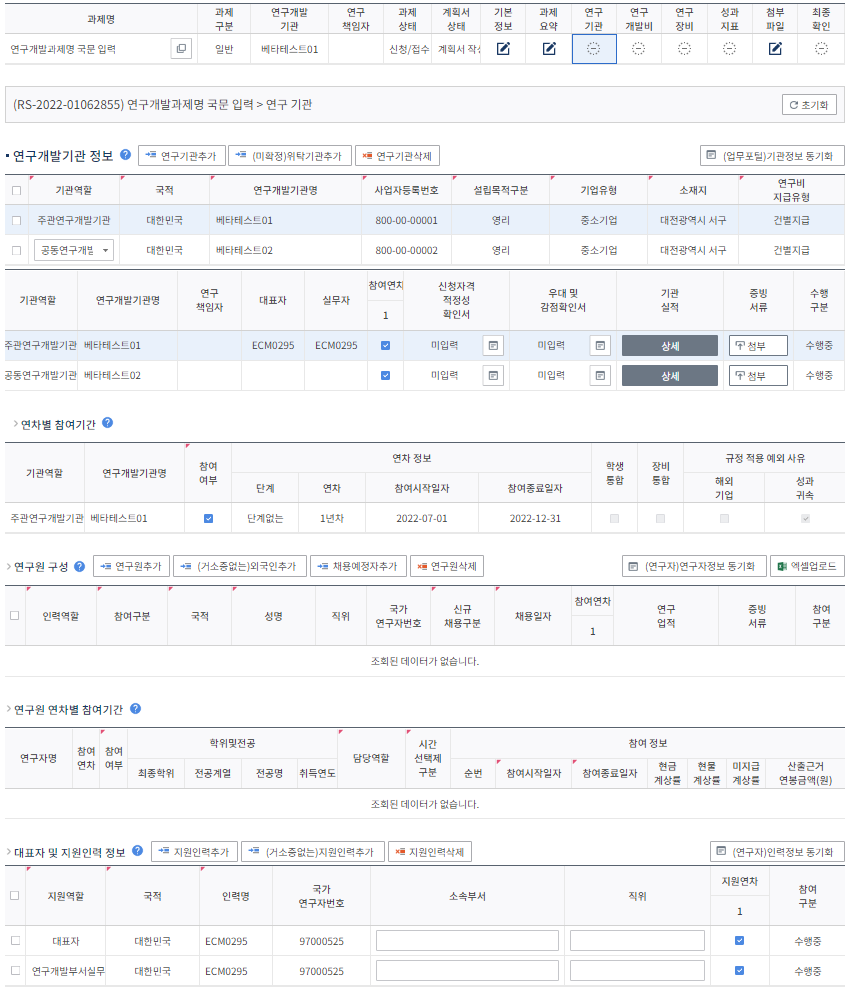 과제명 과제 구분 연구개발 기관 연구 책임자 과제 상태 계획서 상태 기본 정보 과제 요약 연구 기관 연구 개발비 연구 장비 성과 지표 첨부 파일 최종 확인
연구개발과제명 국문 입력 일반 베타테스트01 신청/접수 계획서 작성
(RS-2022-01062855) 연구개발과제명 국문 입력 > 연구 기관 초기화
연구개발기관 정보 연구기관추가 (미확정)위탁기관추가 연구기관삭제 (업무포털)기관정보 동기화
기관역할 국적 연구개발기관명 사업자등록번호 설립목적구분 기업유형 소재지 연구비 지급유형
주관연구개발기관 대한민국 베타테스트01 800-00-00001 영리 중소기업 대전광역시 서구 건별지급
공동연구개발 대한민국 베타테스트02 800-00-00002 영리 중소기업 대전광역시 서구 건별지급
기관역할 연구개발기관명 연구 책임자 대표자 실무자 참여연차 1 신청자격 적정성 확인서 우대 및 감점확인서 기관 실적 증빙 서류 수행 구분
주관연구개발기관 베타테스트01 ECM0295 ECM0295 미입력 미입력 상세 첨부 수행중
공동연구개발기관 베타테스트02 미입력 미입력 상세 첨부 수행중
연차별 참여기간
기관역할 연구개발기관명 참여 여부 연차 정보 학생 통합 장비 통합 규정 적용 예외 사유
단계 연차 참여시작일자 참여종료일자 해외 기업 성과 귀속
주관연구개발기관 베타테스트01 단계없는 1년차 2022-07-01 2022-12-31
연구원 구성 연구원추가 (거소증없는)외국인추가 채용예정자추가 연구원삭제 (연구자)연구자정보 동기화 엑셀업로드
인력역할 참여구분 국적 성명 직위 국가 연구자번호 신규 채용구분 채용일자 참여연차 1 연구 업적 증빙 서류 참여 구분
조회된 데이터가 없습니다.
연구원 연차별 참여기간
연구자명 참여 연차 참여 여부 학위및전공 담당역할 시간 선택제 구분 참여 정보
최종학위 전공계열 전공명 취득연도 순번 참여시작일자 참여종료일자 현금 계상률 현물 계상률 미지급 계상률 산출근거 연봉금액(원)
조회된 데이터가 없습니다.
대표자 및 지원인력 정보 지원인력추가 (거소증없는)지원인력추가 지원인력삭제 (연구자)인력정보 동기화
지원역할 국적 인력명 국가 연구자번호 소속부서 직위 지원연차 1 참여 구분
대표자 대한민국 ECM0295 97000525 수행중
연구개발부서실무 대한민국 ECM0295 97000525 수행중